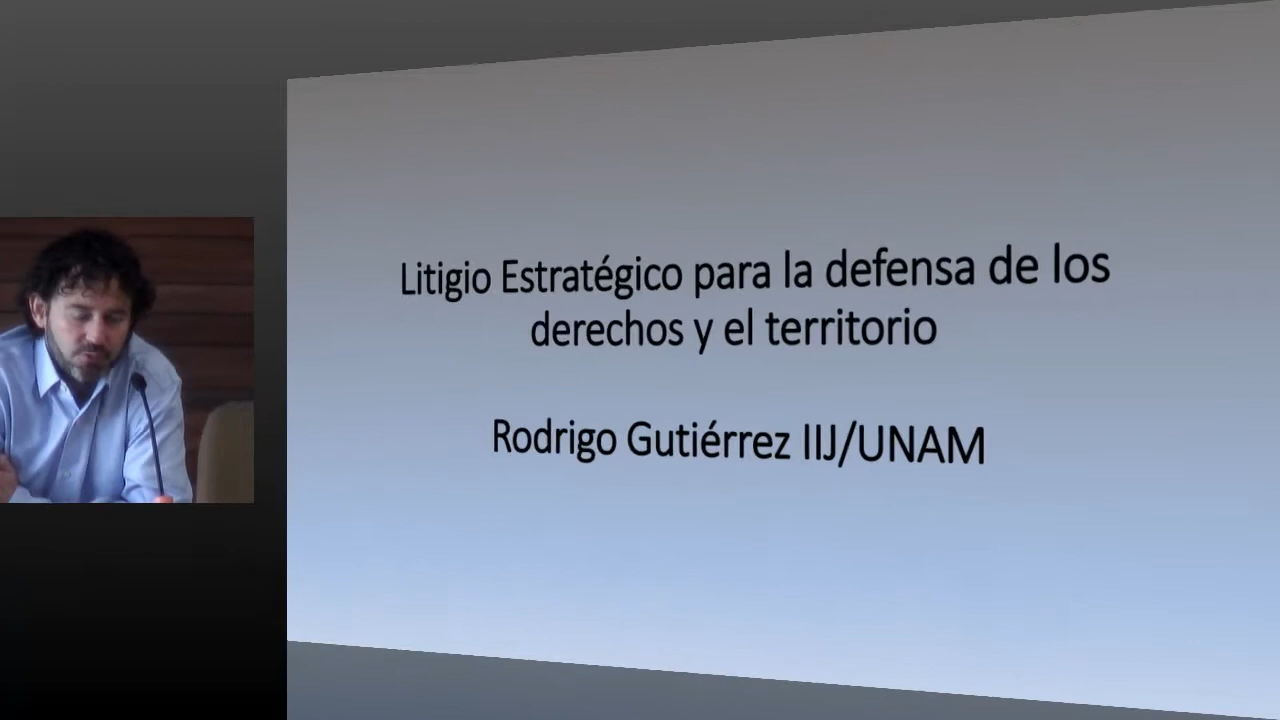 Litigio Estratégico para la defensa de los
derechos y el territorio
Rodrigo Gutiérrez IIJ/UNAM